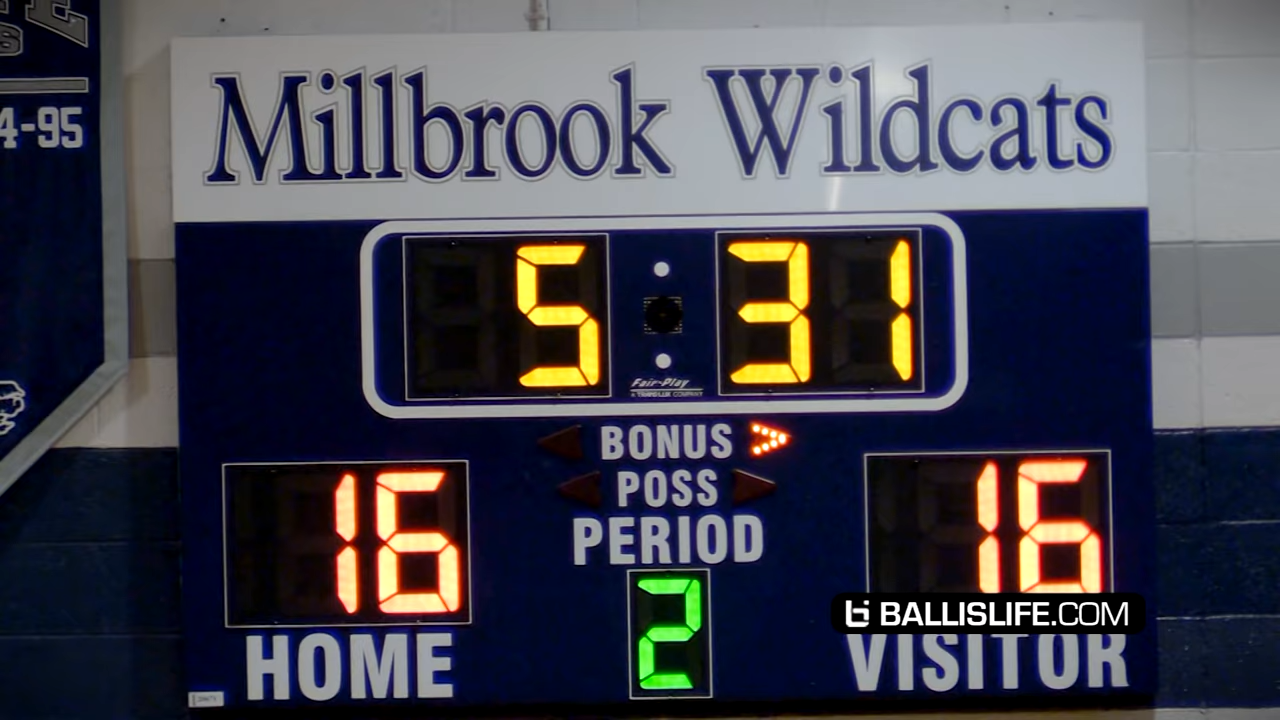 4-95
Millbrook Wildcats
5 31
Fair-Play
BONUS
POSS
PERIOD
16 2 16
HOME VISITOR
BALLISLIFE.COM